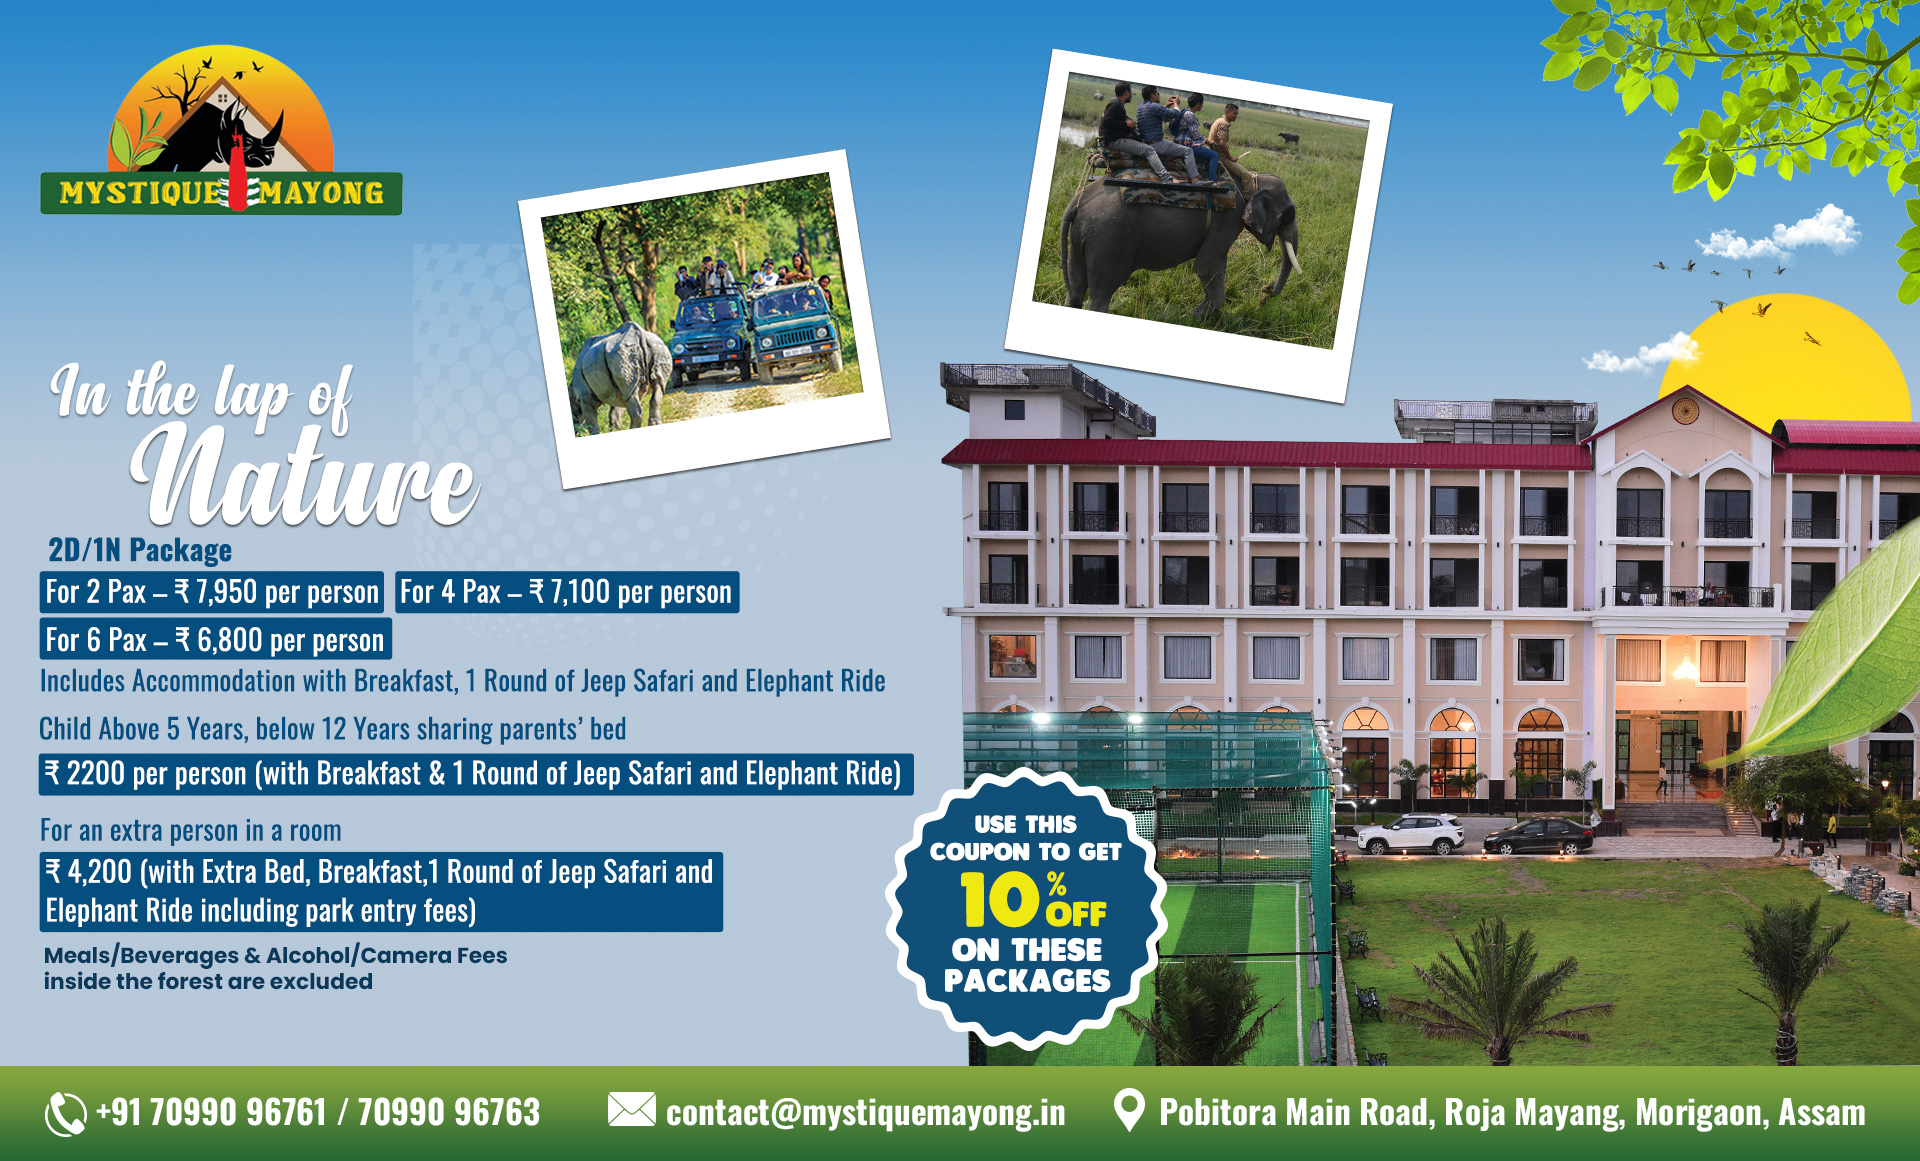 MYSTIQUE MAYONG
In the lap of
Nature
2D/1N Package
For 2 Pax – ₹ 7,950 per person
For 4 Pax – ₹ 7,100 per person
For 6 Pax – ₹ 6,800 per person
Includes Accommodation with Breakfast, 1 Round of Jeep Safari and Elephant Ride
Child Above 5 Years, below 12 Years sharing parents’ bed
₹ 2200 per person (with Breakfast & 1 Round of Jeep Safari and Elephant Ride)
For an extra person in a room
₹ 4,200 (with Extra Bed, Breakfast,1 Round of Jeep Safari and
Elephant Ride including park entry fees)
Meals/Beverages & Alcohol/Camera Fees
inside the forest are excluded
USE THIS
COUPON TO GET
10% OFF
ON THESE
PACKAGES
+91 70990 96761 / 70990 96763
contact@mystiquemayong.in
Pobitora Main Road, Roja Mayang, Morigaon, Assam